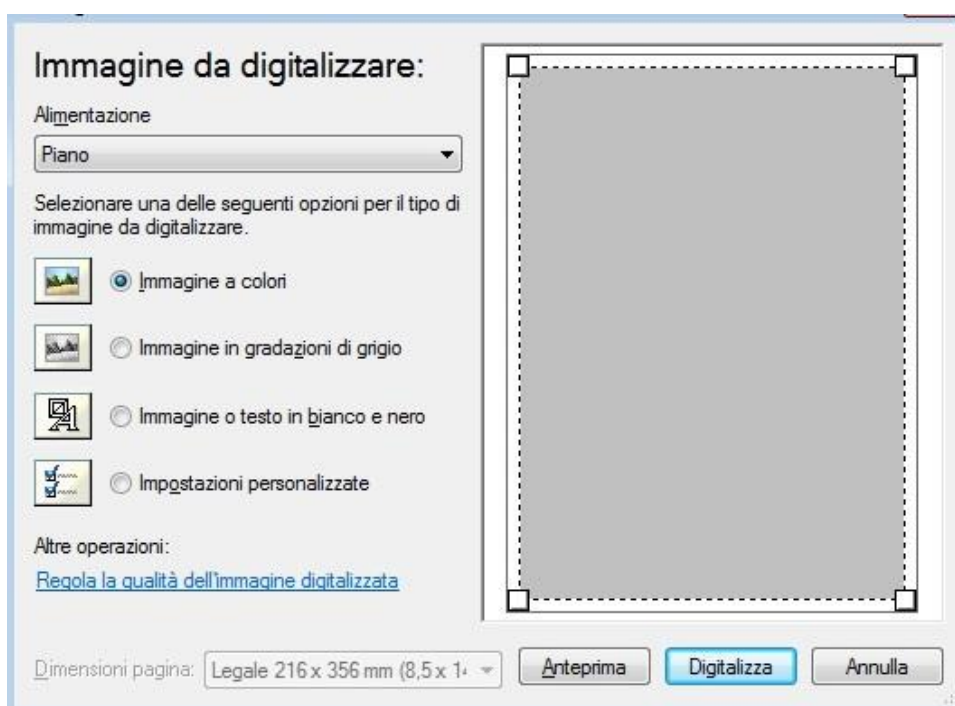 Immagine da digitalizzare:
Alimentazione
Piano
Selezionare una delle seguenti opzioni per il tipo di
immagine da digitalizzare.
Immagine a colori
Immagine in gradazioni di grigio
Immagine o testo in bianco e nero
Impostazioni personalizzate
Altre operazioni:
Regola la qualità dell'immagine digitalizzata
Dimensioni pagina: Legale 216 x 356 mm (8,5 x 1 Anteprima Digitalizza Annulla